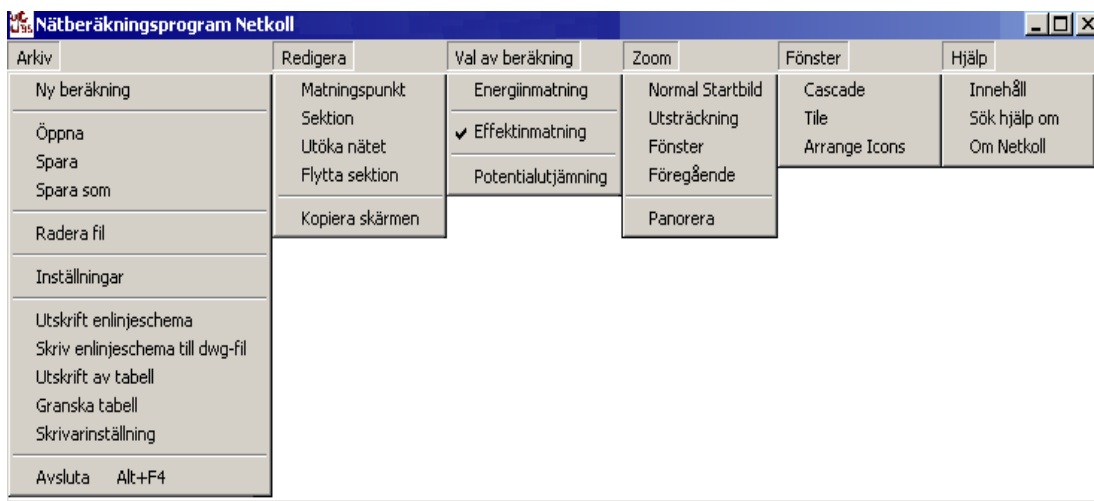 Nätberäkningsprogram Netkoll
Arkiv
Ny beräkning
Öppna
Spara
Spara som
Radera fil
Inställningar
Utskrift enlinjeschema
Skriv enlinjeschema till dwg-fil
Utskrift av tabell
Granska tabell
Skrivarinställning
Avsluta Alt+F4
Redigera
Matningspunkt
Sektion
Utöka nätet
Flytta sektion
Kopiera skärmen
Val av beräkning
Energiinmatning
Effektinmatning
Potentialutjämning
Zoom
Normal Startbild
Utsträckning
Fönster
Föregående
Panorera
Fönster
Cascade
Tile
Arrange Icons
Hjälp
Innehåll
Sök hjälp om
Om Netkoll